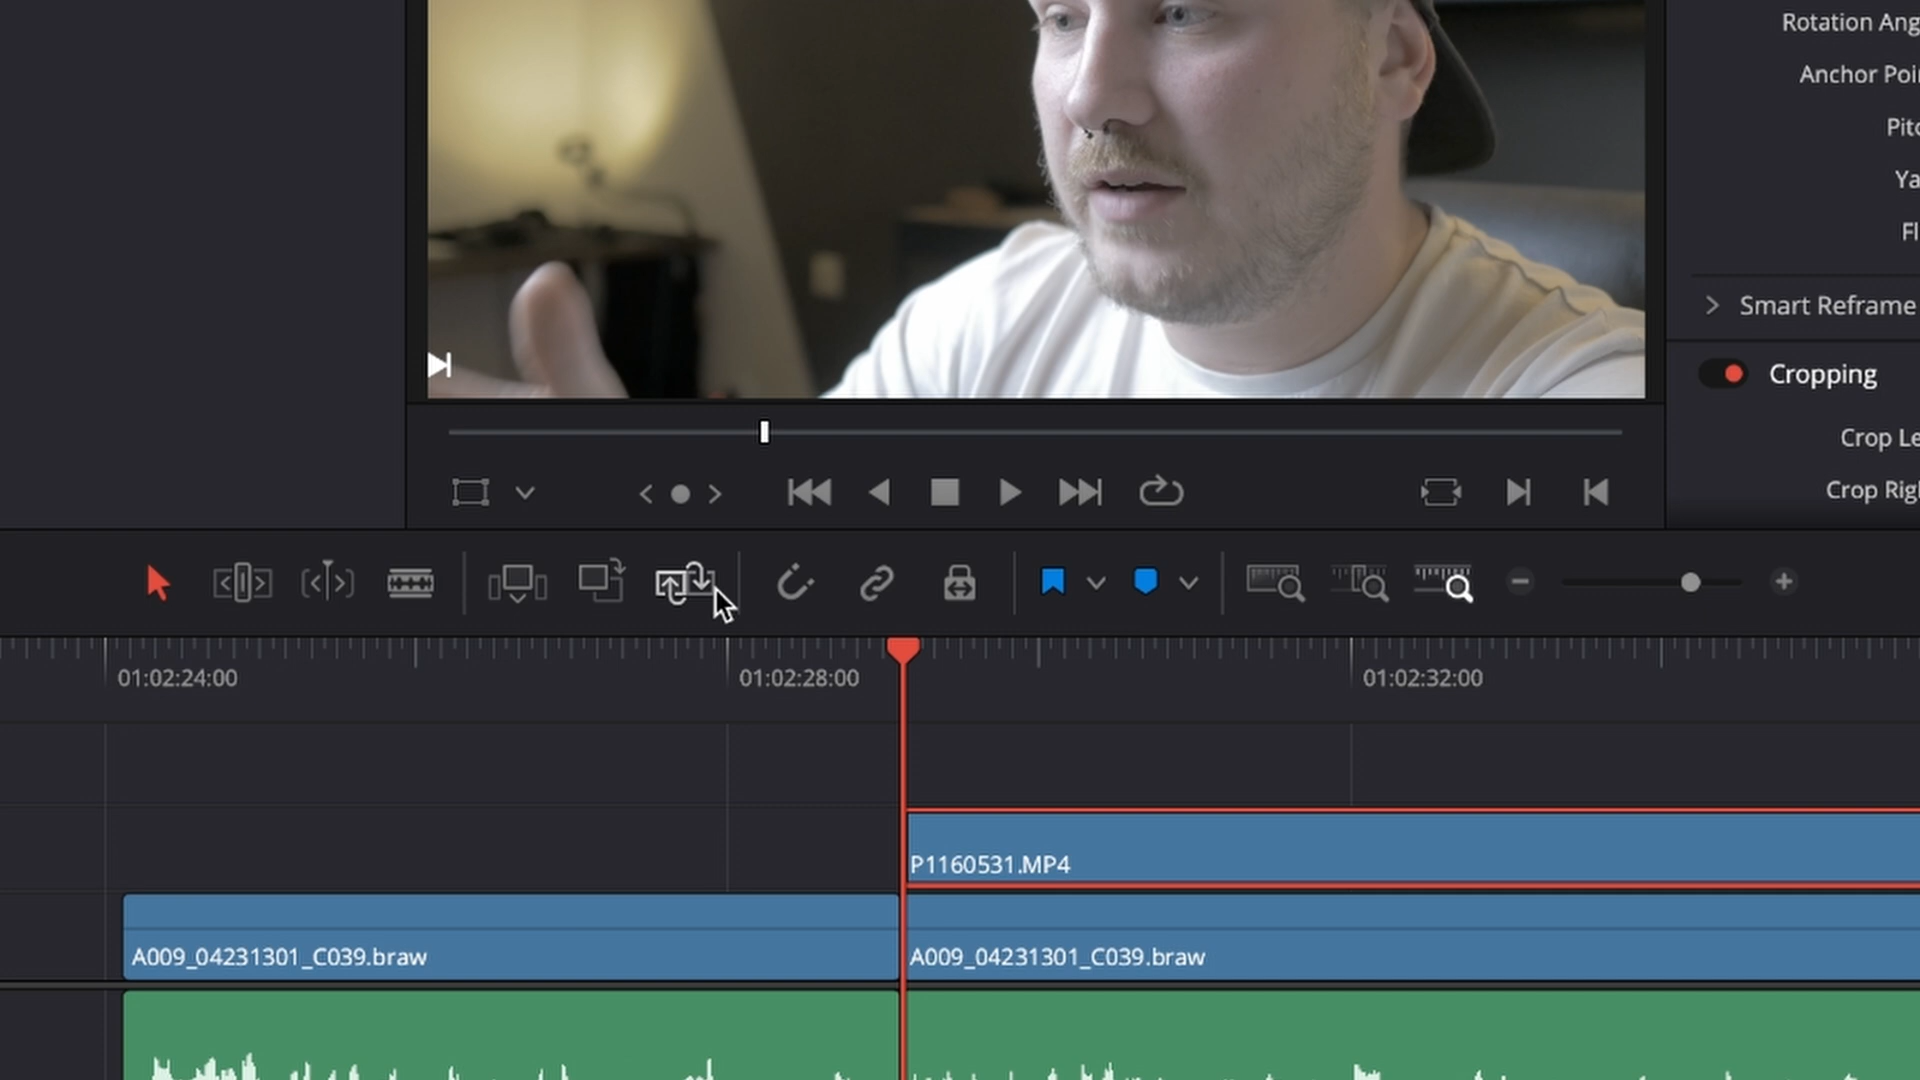 Rotation Ang
Anchor Poi
Pitc
Ya
Fl
Smart Reframe
Cropping
Crop Le
Crop Rig
01:02:24:00
01:02:28:00
01:02:32:00
P1160531.MP4
A009_04231301_C039.braw
A009_04231301_C039.braw